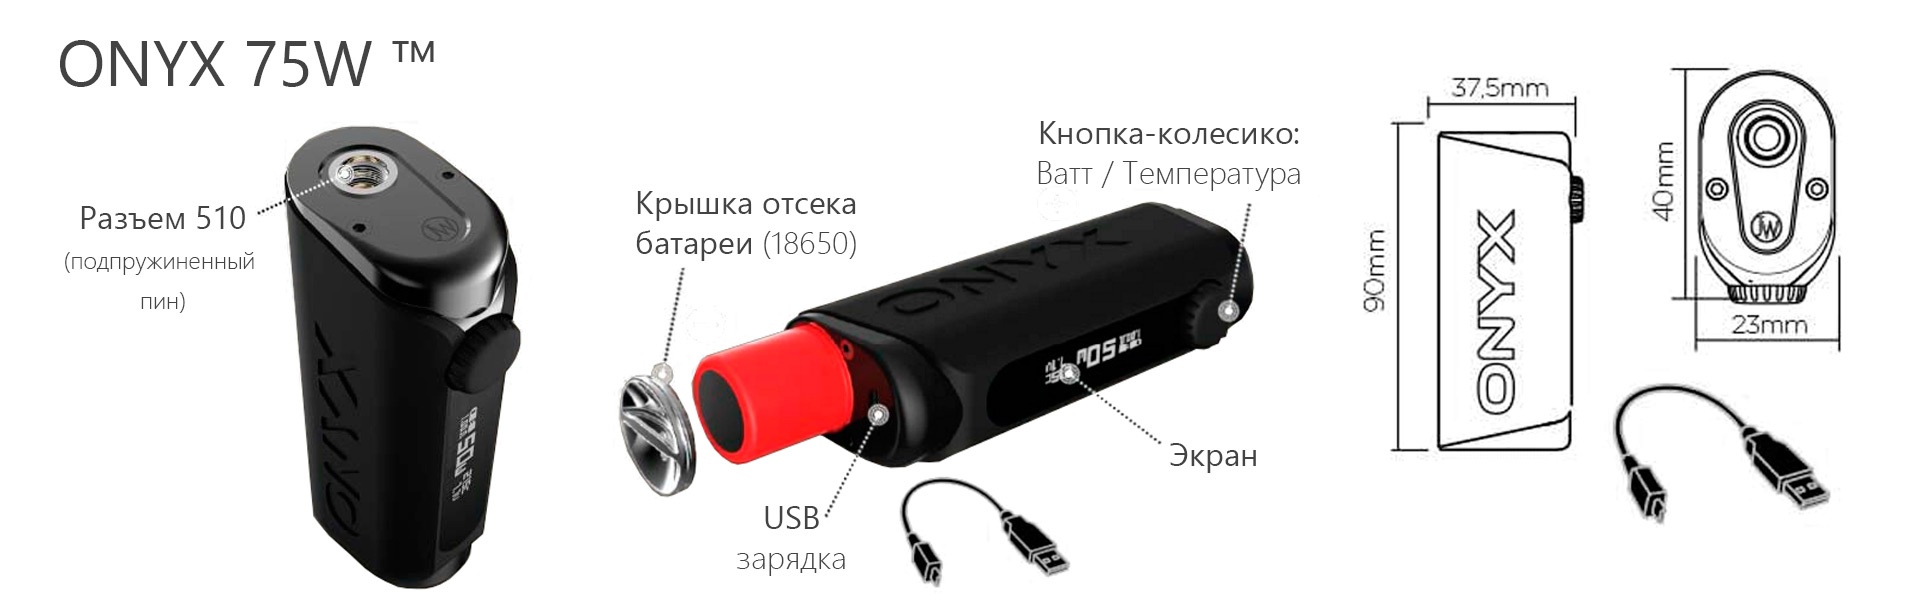 ONYX 75W ™
Разъем 510
(подпружиненный
пин)
ONYX
Крышка отсека
батареи (18650)
ONYX
Кнопка-колесико:
Ватт / Температура
Экран
USB
зарядка
37,5mm
90mm
ONYX
40mm
JW
23mm